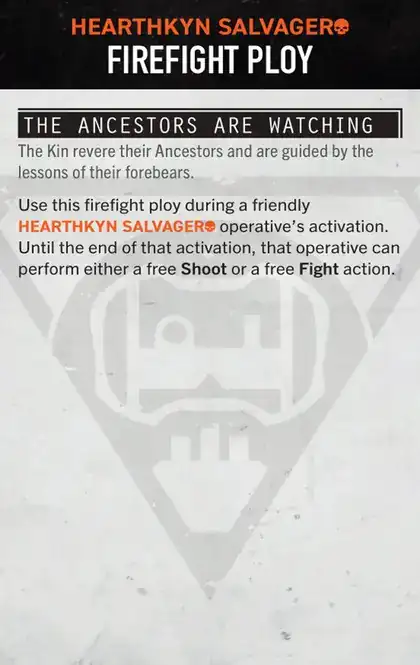 HEARTHKYN SALVAGER
FIREFIGHT PLOY
THE ANCESTORS ARE WATCHING
The Kin revere their Ancestors and are guided by the
lessons of their forebears.
Use this firefight ploy during a friendly
HEARTHKYN SALVAGER operative's activation.
Until the end of that activation, that operative can
perform either a free Shoot or a free Fight action.